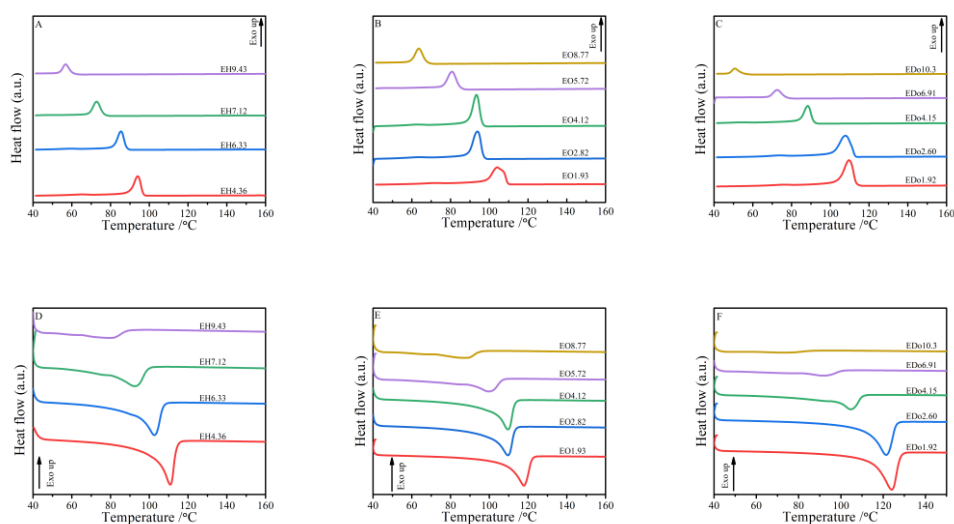 A
Exo up
Heat flow (a.u.)
EH9.43
EH7.12
EH6.33
EH4.36
40 60 80 100 120 140 160
Temperature /°C
B
Exo up
Heat flow (a.u.)
EO8.77
EO5.72
EO4.12
EO2.82
EO1.93
40 60 80 100 120 140 160
Temperature /°C
C
Exo up
Heat flow (a.u.)
EDo10.3
EDo6.91
EDo4.15
EDo2.60
EDo1.92
40 60 80 100 120 140 160
Temperature /°C
D
Heat flow (a.u.)
EH9.43
EH7.12
EH6.33
EH4.36
Exo up
40 60 80 100 120 140 160
Temperature /°C
E
Heat flow (a.u.)
EO8.77
EO5.72
EO4.12
EO2.82
EO1.93
Exo up
40 60 80 100 120 140 160
Temperature /°C
F
Heat flow (a.u.)
EDo10.3
EDo6.91
EDo4.15
EDo2.60
EDo1.92
Exo up
40 60 80 100 120 140
Temperature /°C